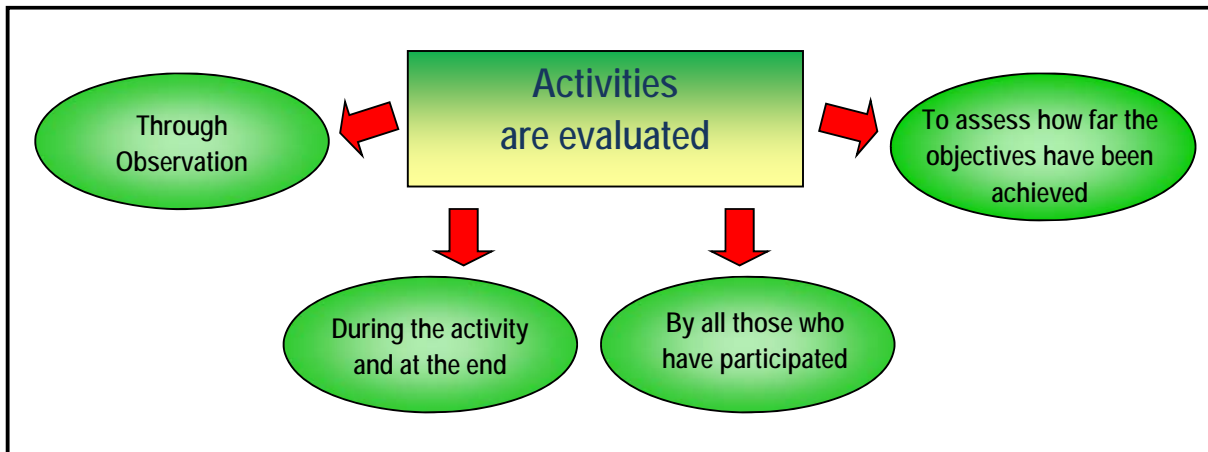 Activities
are evaluated
Through
Observation
To assess how far the
objectives have been
achieved
During the activity
and at the end
By all those who
have participated